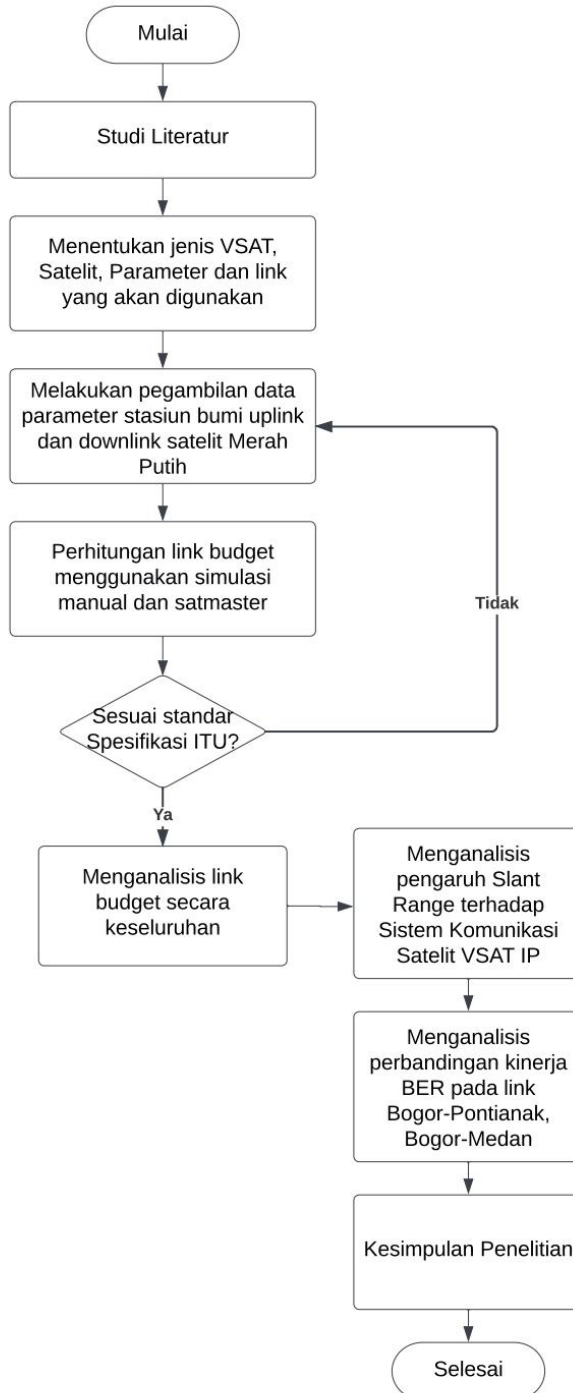 Mulai
Studi Literatur
Menentukan jenis VSAT,
Satelit, Parameter dan link
yang akan digunakan
Melakukan pegambilan data
parameter stasiun bumi uplink
dan downlink satelit Merah
Putih
Perhitungan link budget
menggunakan simulasi
manual dan satmaster
Tidak
Sesuai standar
Spesifikasi ITU?
Ya
Menganalisis link
budget secara
keseluruhan
Menganalisis
pengaruh Slant
Range terhadap
Sistem Komunikasi
Satelit VSAT IP
Menganalisis
perbandingan kinerja
BER pada link
Bogor-Pontianak,
Bogor-Medan
Kesimpulan Penelitian
Selesai